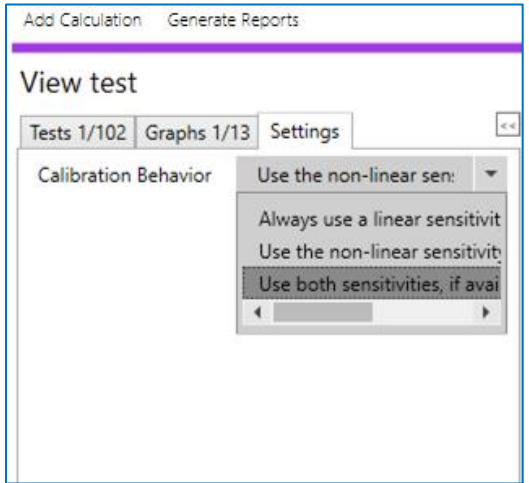 Add Calculation Generate Reports
View test
Tests 1/102 Graphs 1/13 Settings <<
Calibration Behavior Use the non-linear sen:
Always use a linear sensitivit
Use the non-linear sensitivity
Use both sensitivities, if avai